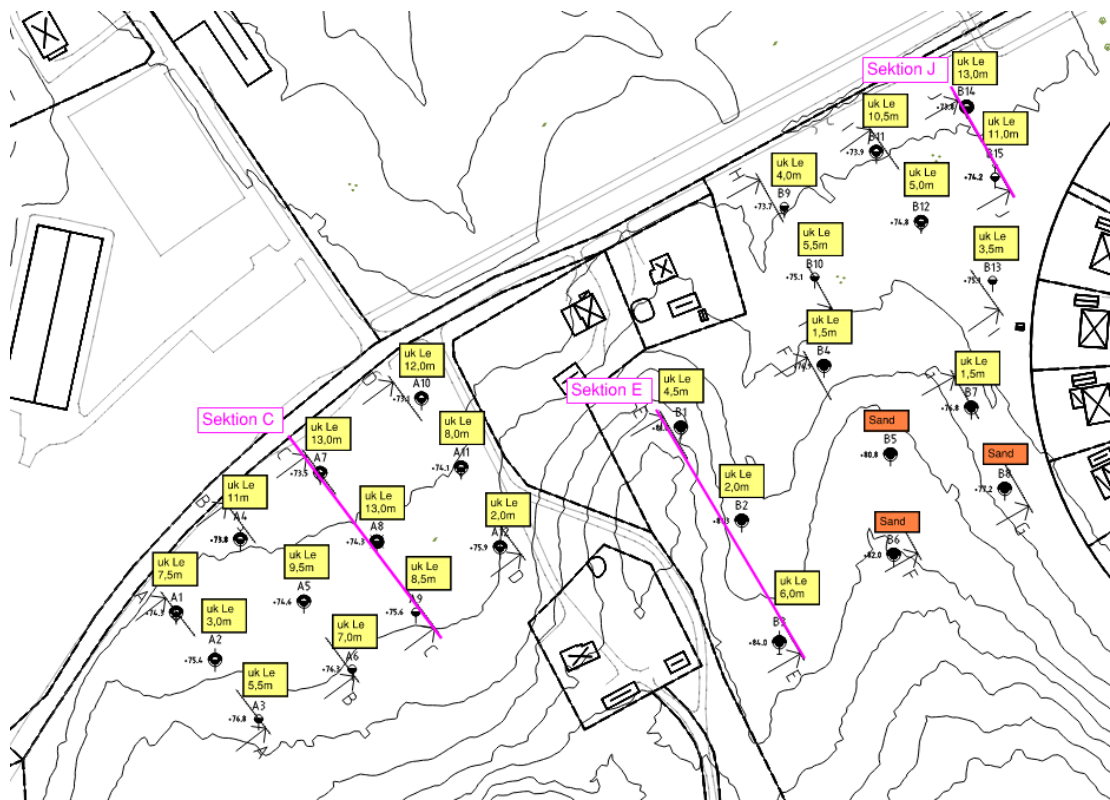 Sektion J
uk Le
13,0m
B14
uk Le
10,5m
B11
+73.9
uk Le
11,0m
B15
+74.2
uk Le
4,0m
B9
+73.7
uk Le
5,0m
B12
+74.8
uk Le
5,5m
B10
+75.1
uk Le
3,5m
B13
uk Le
1,5m
B4
uk Le
1,5m
B7
+76.8
uk Le
12,0m
A10
Sektion E
uk Le
4,5m
B1
Sektion C
uk Le
13,0m
A7
+73.5
uk Le
8,0m
A11
+74.1
Sand
B5
+80.8
Sand
B8
+77.2
uk Le
11m
A4
+73.8
uk Le
13,0m
A8
+74.3
uk Le
2,0m
A12
+75.9
uk Le
2,0m
B2
Sand
B6
+82.0
uk Le
7,5m
A1
uk Le
9,5m
A5
+74.6
uk Le
8,5m
A9
+75.6
uk Le
6,0m
+84.0
uk Le
3,0m
A2
+75.4
uk Le
7,0m
A6
+76.3
uk Le
5,5m
A3
+76.8
A
B
B
C
D
D
E
E
F
F
G
H